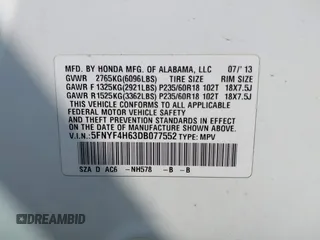 MFD. BY HONDA MFG. OF ALABAMA, LLC 07/'13
GVWR 2765KG(6096LBS) TIRE SIZE RIM SIZE
GAWR F 1325KG(2921LBS) P235/60R18 102T 18X7.5J
GAWR R 1525KG(3362LBS) P235/60R18 102T 18X7.5J
THIS VEHICLE CONFORMS TO ALL APPLICABLE
FEDERAL MOTOR VEHICLE SAFETY AND THEFT
PREVENTION STANDARDS IN EFFECT ON THE DATE OF
MANUFACTURE SHOWN ABOVE.
V.I.N.: 5FNYF4H63DB077552 TYPE: MPV
SZA D AC6 -NH578 -B -B